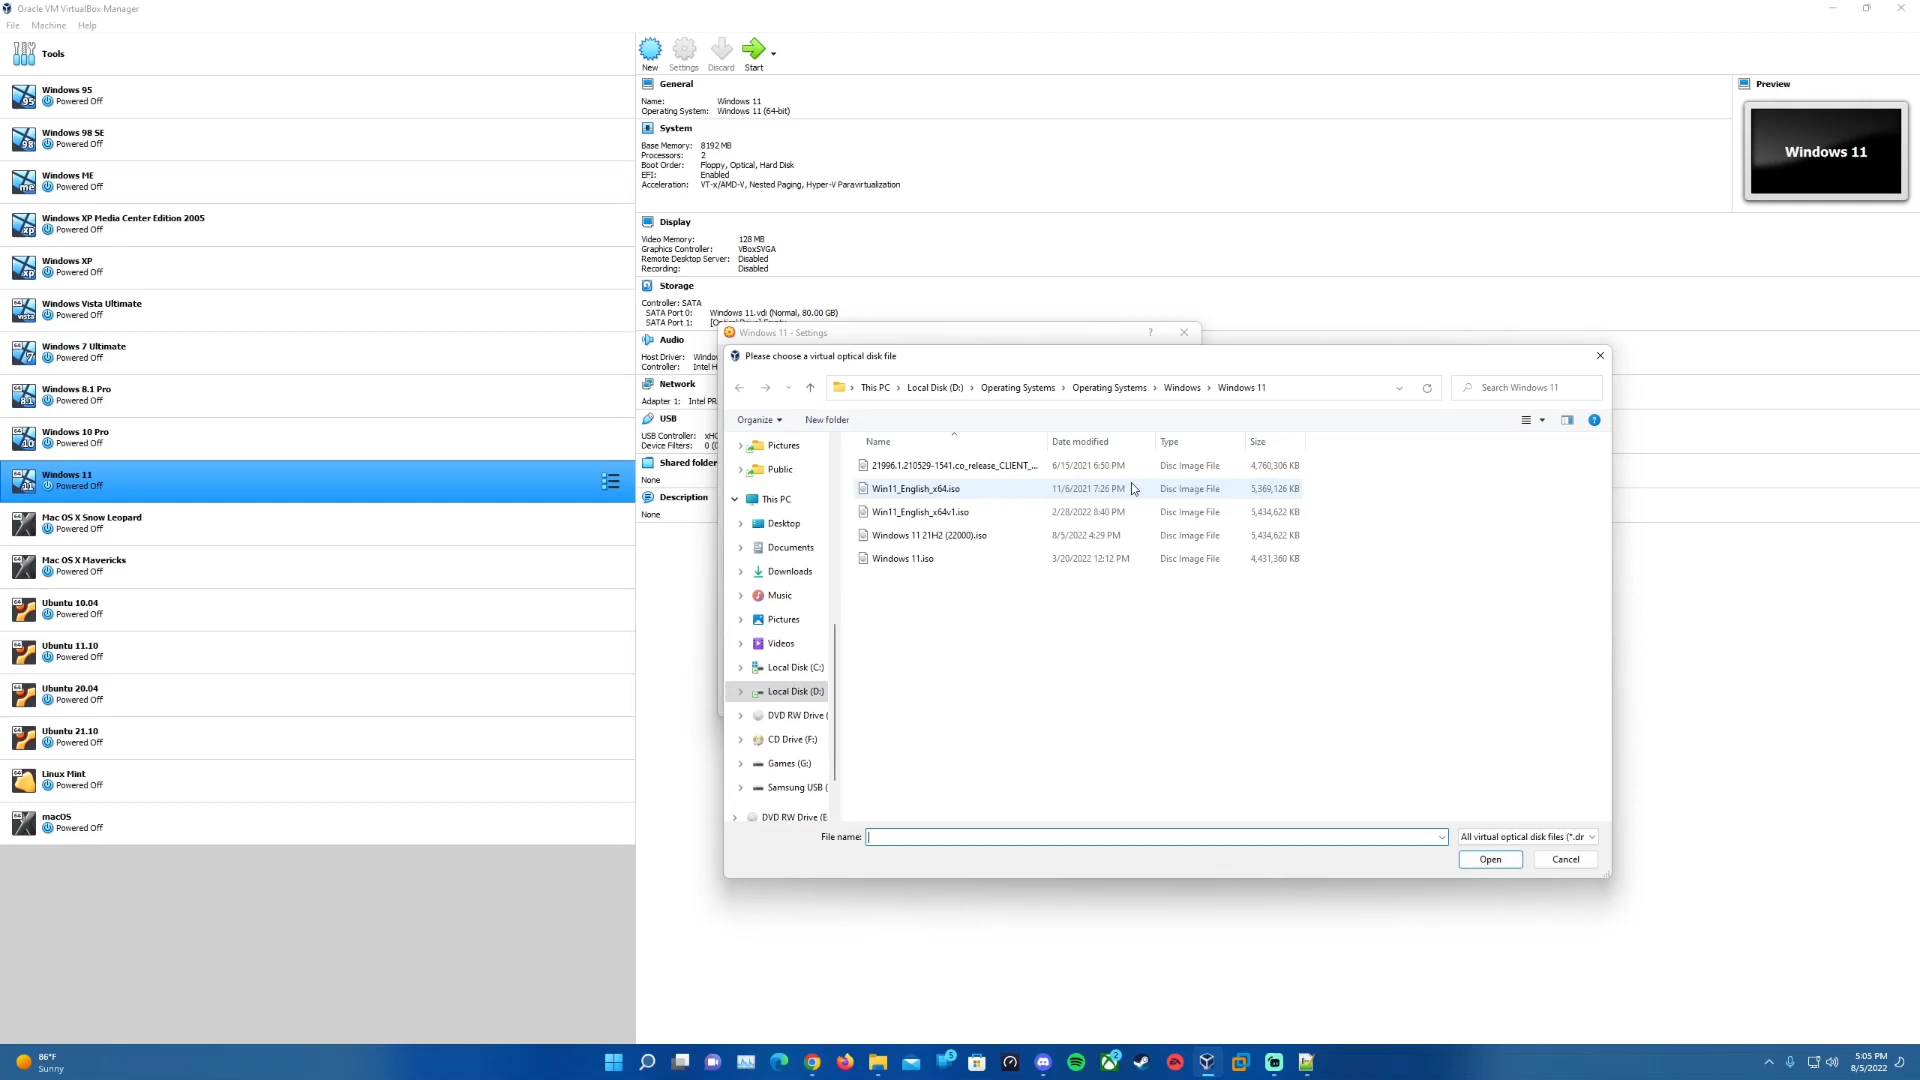 Oracle VM VirtualBox Manager
File Machine Help
Tools
New Settings Discard Start
Windows 95
Powered Off
Windows 98 SE
Powered Off
Windows ME
Powered Off
Windows XP Media Center Edition 2005
Powered Off
Windows XP
Powered Off
Windows Vista Ultimate
Powered Off
Windows 7 Ultimate
Powered Off
Windows 8.1 Pro
Powered Off
Windows 10 Pro
Powered Off
Windows 11
Powered Off
Mac OS X Snow Leopard
Powered Off
Mac OS X Mavericks
Powered Off
Ubuntu 10.04
Powered Off
Ubuntu 11.10
Powered Off
Ubuntu 20.04
Powered Off
Ubuntu 21.10
Powered Off
Linux Mint
Powered Off
macOS
Powered Off
General
Name: Windows 11
Operating System: Windows 11 (64-bit)
System
Base Memory: 8192 MB
Processors: 2
Boot Order: Floppy, Optical, Hard Disk
EFI: Enabled
Acceleration: VT-x/AMD-V, Nested Paging, Hyper-V Paravirtualization
Display
Video Memory: 128 MB
Graphics Controller: VBoxSVGA
Remote Desktop Server: Disabled
Recording: Disabled
Storage
Controller: SATA
SATA Port 0: Windows 11.vdi (Normal, 80.00 GB)
SATA Port 1:
Audio
Host Driver: Windo
Controller: Intel H
Network
Adapter 1: Intel PR
USB
USB Controller: xHC
Device Filters: 0 (0
Shared folder
None
Description
None
Preview
Windows 11
Windows 11 - Settings
Please choose a virtual optical disk file
This PC > Local Disk (D:) > Operating Systems > Operating Systems > Windows > Windows 11
Search Windows 11
Organize New folder
Pictures
Public
This PC
Desktop
Documents
Downloads
Music
Pictures
Videos
Local Disk (C:)
Local Disk (D:)
DVD RW Drive (
CD Drive (F:)
Games (G:)
Samsung USB (
DVD RW Drive (E
Name Date modified Type Size
21996.1.210529-1541.co_release_CLIENT_... 6/15/2021 6:50 PM Disc Image File 4,760,306 KB
Win11_English_x64.iso 11/6/2021 7:26 PM Disc Image File 5,369,126 KB
Win11_English_x64v1.iso 2/28/2022 8:40 PM Disc Image File 5,434,622 KB
Windows 11 21H2 (22000).iso 8/5/2022 4:29 PM Disc Image File 5,434,622 KB
Windows 11.iso 3/20/2022 12:12 PM Disc Image File 4,431,360 KB
File name:
All virtual optical disk files (*.dr
Open Cancel
86°F
Sunny
5:05 PM
8/5/2022